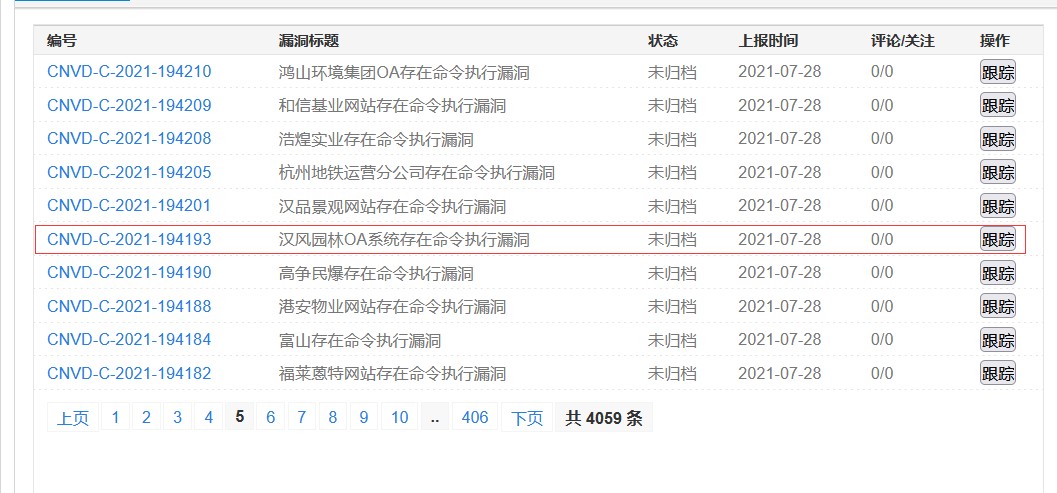 编号 漏洞标题 状态 上报时间 评论/关注 操作
CNVD-C-2021-194210 鸿山环境集团OA存在命令执行漏洞 未归档 2021-07-28 0/0 跟踪
CNVD-C-2021-194209 和信基业网站存在命令执行漏洞 未归档 2021-07-28 0/0 跟踪
CNVD-C-2021-194208 浩煌实业存在命令执行漏洞 未归档 2021-07-28 0/0 跟踪
CNVD-C-2021-194205 杭州地铁运营分公司存在命令执行漏洞 未归档 2021-07-28 0/0 跟踪
CNVD-C-2021-194201 汉品景观网站存在命令执行漏洞 未归档 2021-07-28 0/0 跟踪
CNVD-C-2021-194193 汉风园林OA系统存在命令执行漏洞 未归档 2021-07-28 0/0 跟踪
CNVD-C-2021-194190 高争民爆存在命令执行漏洞 未归档 2021-07-28 0/0 跟踪
CNVD-C-2021-194188 港安物业网站存在命令执行漏洞 未归档 2021-07-28 0/0 跟踪
CNVD-C-2021-194184 富山存在命令执行漏洞 未归档 2021-07-28 0/0 跟踪
CNVD-C-2021-194182 福莱蒽特网站存在命令执行漏洞 未归档 2021-07-28 0/0 跟踪
上页 1 2 3 4 5 6 7 8 9 10 .. 406 下页 共 4059 条